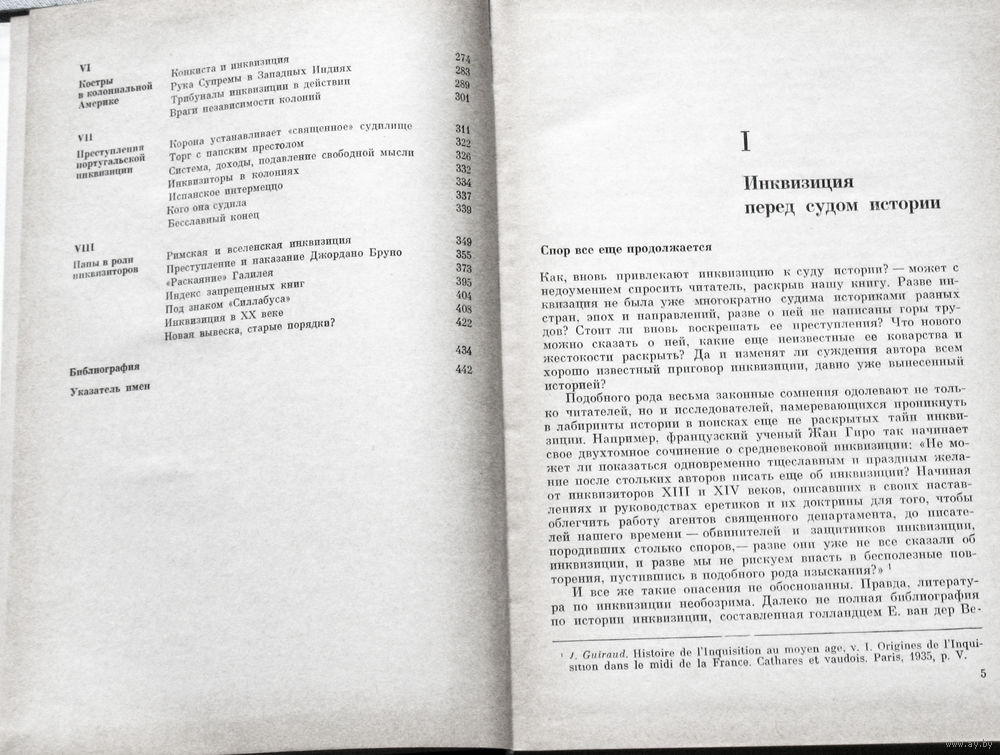 VI
Костры
в колониальной
Америке
Конкиста и инквизиция 274
Рука Супремы в Западных Индиях 283
Трибуналы инквизиции в действии 289
Враги независимости колоний 301
VII
Преступления
португальской
инквизиции
Корона устанавливает «священное» судилище 311
Торг с папским престолом 322
Система, доходы, подавление свободной мысли 326
Инквизиторы в колониях 332
Испанское интермеццо 334
Кого она судила 337
Бесславный конец 339
VIII
Папы в роли
инквизиторов
Римская и вселенская инквизиция 349
Преступление и наказание Джордано Бруно 355
«Раскаяние» Галилея 373
Индекс запрещенных книг 395
Под знаком «Силлабуса» 404
Инквизиция в XX веке 408
Новая вывеска, старые порядки? 422
Библиография 434
Указатель имен 442
I
Инквизиция
перед судом истории
Спор все еще продолжается
Как, вновь привлекают инквизицию к суду истории? — может с
недоумением спросить читатель, раскрыв нашу книгу. Разве ин-
квизация не была уже многократно судима историками разных
стран, эпох и направлений, разве о ней не написаны горы тру-
дов? Стоит ли вновь воскрешать ее преступления? Что нового
можно сказать о ней, какие еще неизвестные ее коварства и
жестокости раскрыть? Да и изменят ли суждения автора всем
хорошо известный приговор инквизиции, давно уже вынесенный
историей?
Подобного рода весьма законные сомнения одолевают не толь-
ко читателей, но и исследователей, намеревающихся проникнуть
в лабиринты истории в поисках еще не раскрытых тайн инкви-
зиции. Например, французский ученый Жан Гиро так начинает
свое двухтомное сочинение о средневековой инквизиции: «Не мо-
жет ли показаться одновременно тщеславным и праздным жела-
ние после стольких авторов писать еще об инквизиции? Начиная
от инквизиторов XIII и XIV веков, описавших в своих настав-
лениях и руководствах еретиков и их доктрины для того, чтобы
облегчить работу агентов священного департамента, до писате-
лей нашего времени — обвинителей и защитников инквизиции,
породивших столько споров,— разве они уже не все сказали об
инквизиции, и разве мы не рискуем впасть в бесполезные пов-
торения, пустившись в подобного рода изыскания?» 1
И все же такие опасения не обоснованны. Правда, литерату-
ра по инквизиции необозрима. Далеко не полная библиография
по истории инквизиции, составленная голландцем Е. ван дер Ве-
1 J. Guiraud. Histoire de l'Inquisition au moyen age, v. I. Origines de l'Inqui-
sition dans le midi de la France. Cathares et vaudois. Paris, 1935, p. V.
5
www.ay.by